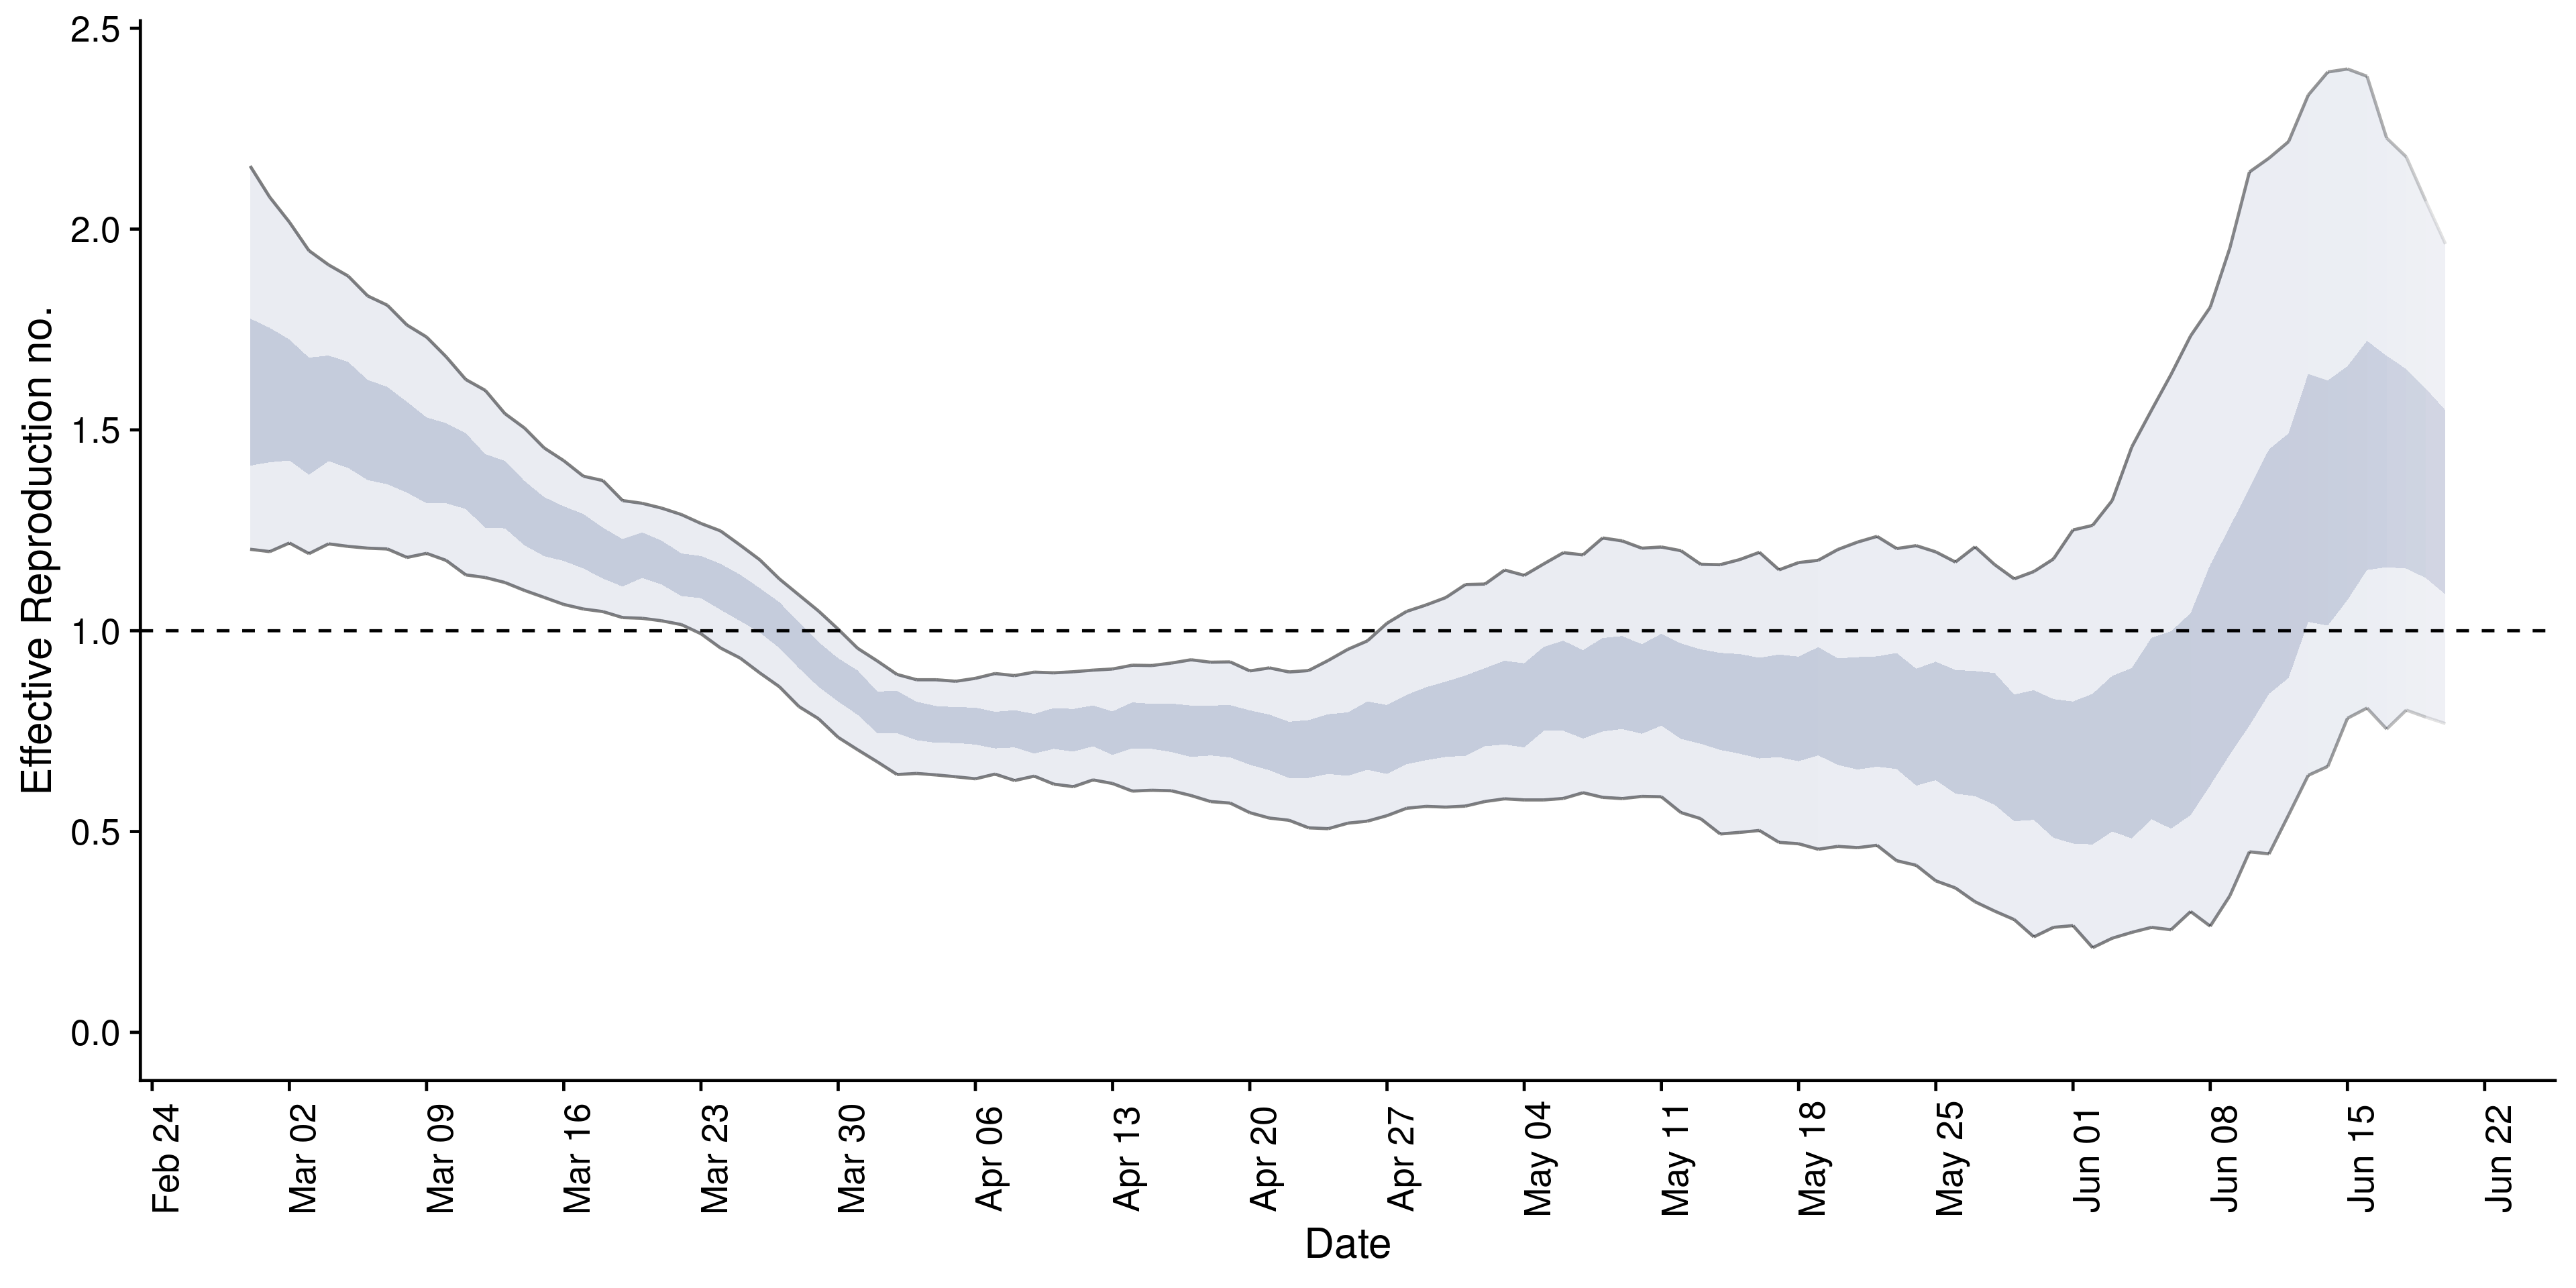 2.5
2.0
1.5
1.0
0.5
0.0
Effective Reproduction no.
Feb 24
Mar 02
Mar 09
Mar 16
Mar 23
Mar 30
Apr 06
Apr 13
Apr 20
Apr 27
May 04
May 11
May 18
May 25
Jun 01
Jun 08
Jun 15
Jun 22
Date